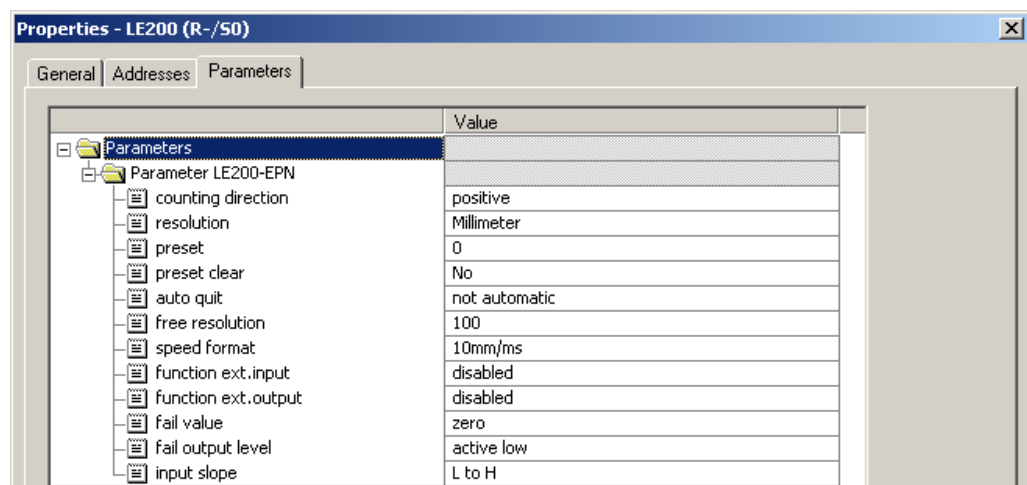 Properties - LE200 (R-/S0)
General Addresses Parameters
Value
Parameters
Parameter LE200-EPN
counting direction positive
resolution Millimeter
preset 0
preset clear No
auto quit not automatic
free resolution 100
speed format 10mm/ms
function ext.input disabled
function ext.output disabled
fail value zero
fail output level active low
input slope L to H